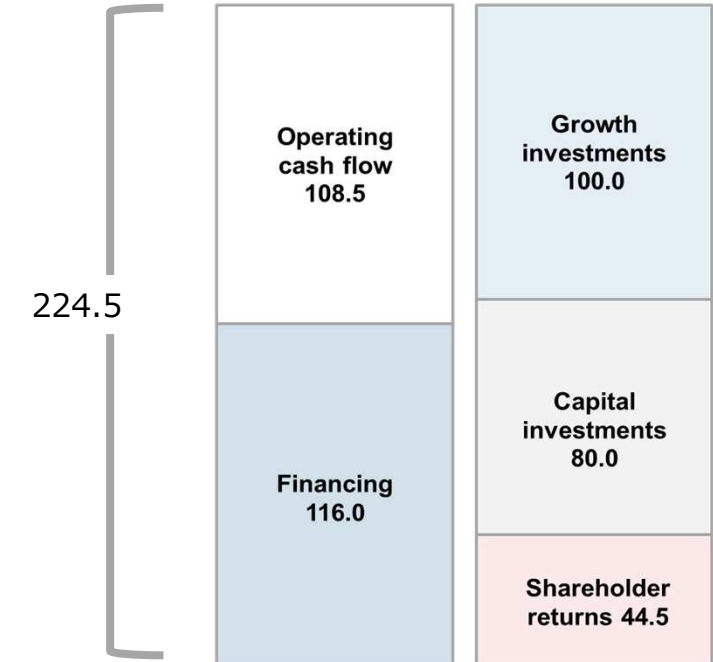 224.5
Operating
cash flow
108.5
Financing
116.0
Growth
investments
100.0
Capital
investments
80.0
Shareholder
returns 44.5